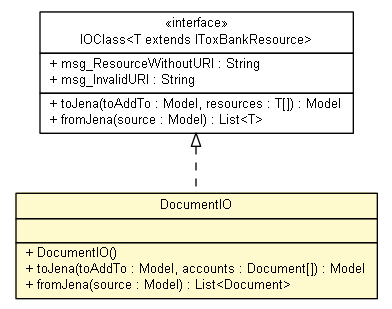 «interface»
IOClass<T extends IToxBankResource>
+ msg_ResourceWithoutURI : String
+ msg_InvalidURI : String
+ toJena(toAddTo : Model, resources : T[]) : Model
+ fromJena(source : Model) : List<T>
DocumentIO
+ DocumentIO()
+ toJena(toAddTo : Model, accounts : Document[]) : Model
+ fromJena(source : Model) : List<Document>